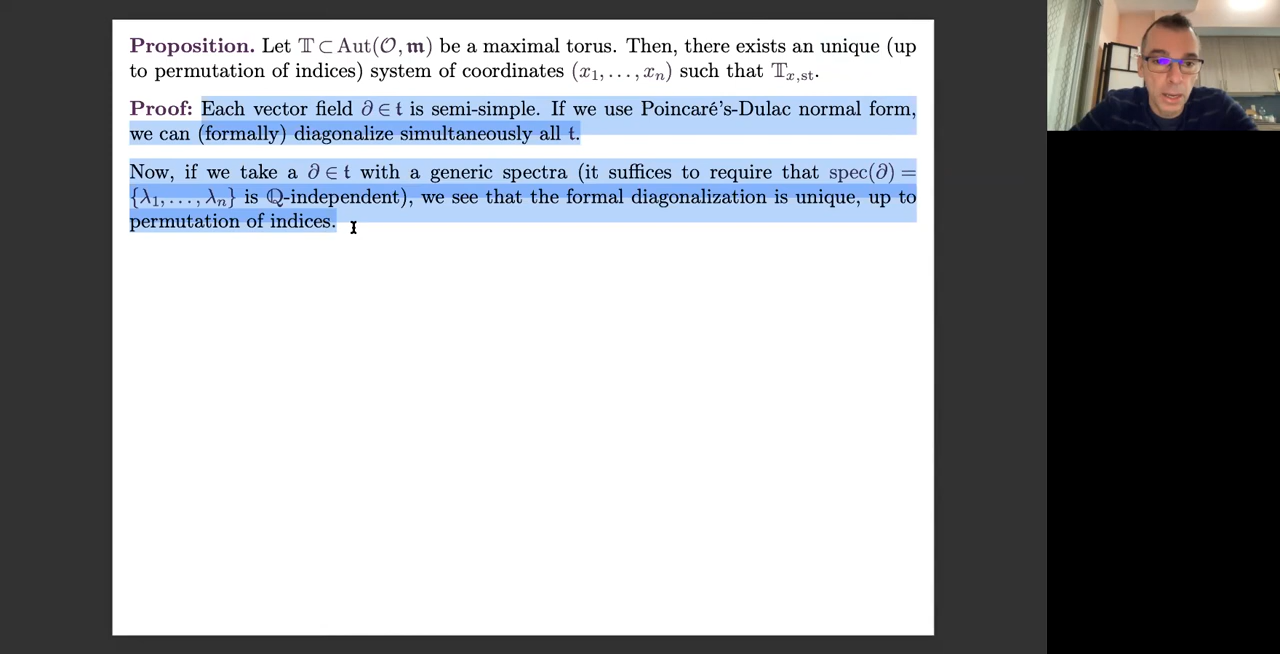 Proposition. Let 𝕋 ⊂ Aut(𝒪, 𝔪) be a maximal torus. Then, there exists an unique (up
to permutation of indices) system of coordinates (x₁, . . . , xₙ) such that 𝕋ₓ,ₛₜ.
Proof: Each vector field ∂ ∈ 𝔱 is semi-simple. If we use Poincaré's-Dulac normal form,
we can (formally) diagonalize simultaneously all 𝔱.
Now, if we take a ∂ ∈ 𝔱 with a generic spectra (it suffices to require that spec(∂) =
{λ₁, . . . , λₙ} is ℚ-independent), we see that the formal diagonalization is unique, up to
permutation of indices.